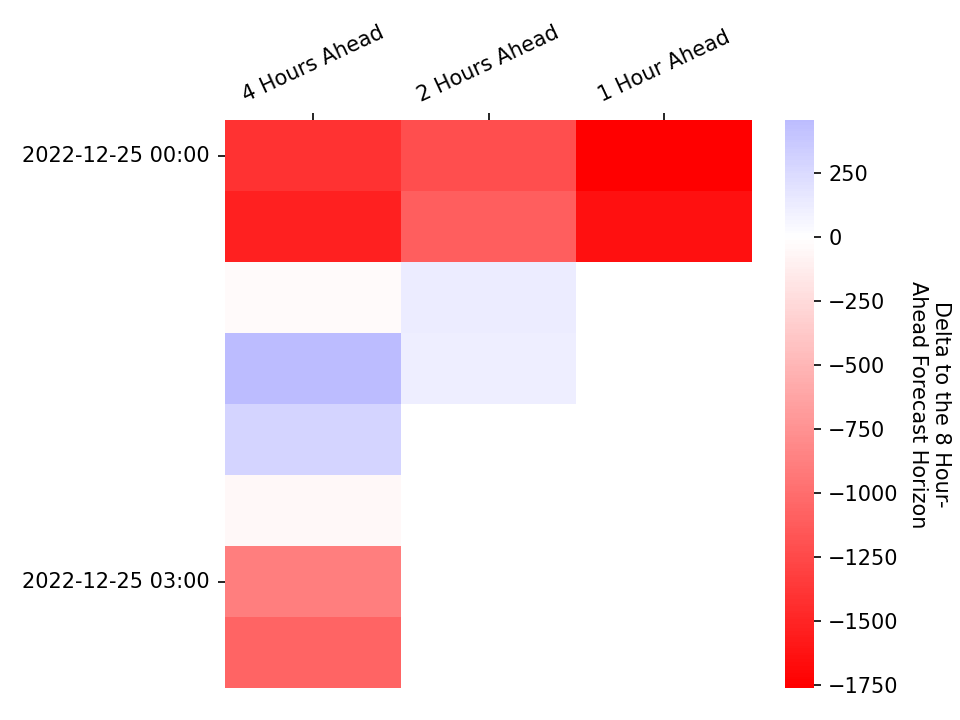 4 Hours Ahead
2 Hours Ahead
1 Hour Ahead
2022-12-25 00:00
2022-12-25 03:00
250
0
−250
−500
−750
−1000
−1250
−1500
−1750
Delta to the 8 Hour-
Ahead Forecast Horizon